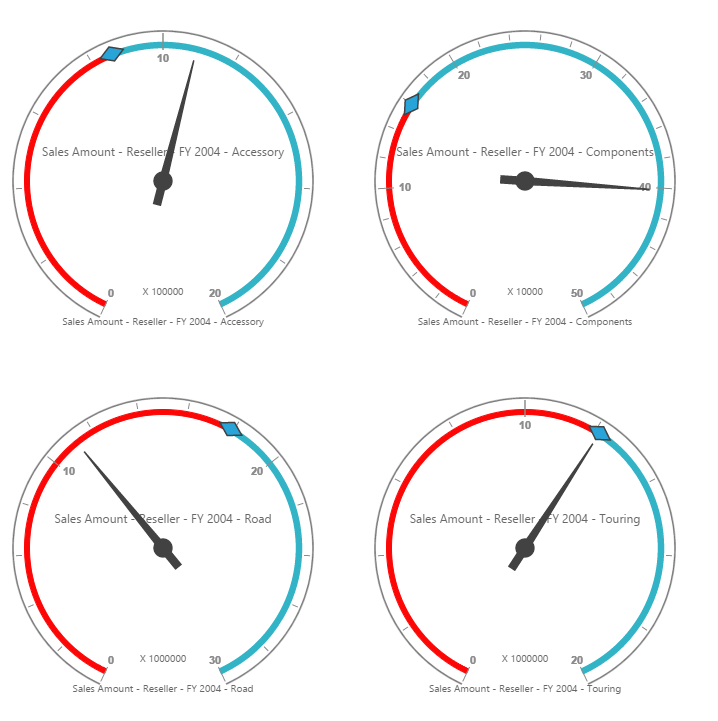 10
Sales Amount - Reseller - FY 2004 - Accessory
0
X 100000
20
Sales Amount - Reseller - FY 2004 - Accessory
20
30
Sales Amount - Reseller - FY 2004 - Components
10
40
0
X 10000
50
Sales Amount - Reseller - FY 2004 - Components
10
20
Sales Amount - Reseller - FY 2004 - Road
0
X 1000000
30
Sales Amount - Reseller - FY 2004 - Road
10
Sales Amount - Reseller - FY 2004 - Touring
0
X 1000000
20
Sales Amount - Reseller - FY 2004 - Touring